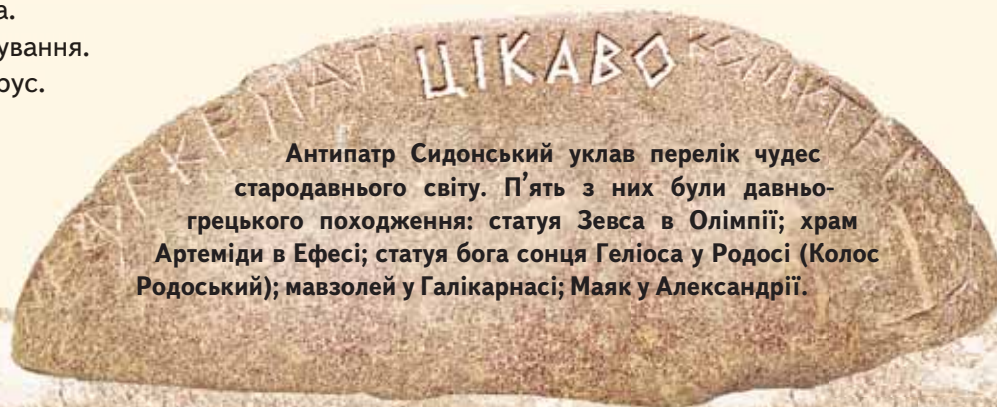 а.
ування.
рус.
ЦІКАВО
Антипатр Сидонський уклав перелік чудес
стародавнього світу. П’ять з них були давньо-
грецького походження: статуя Зевса в Олімпії; храм
Артеміди в Ефесі; статуя бога сонця Геліоса у Родосі (Колос
Родоський); мавзолей у Галікарнасі; Маяк у Александрії.